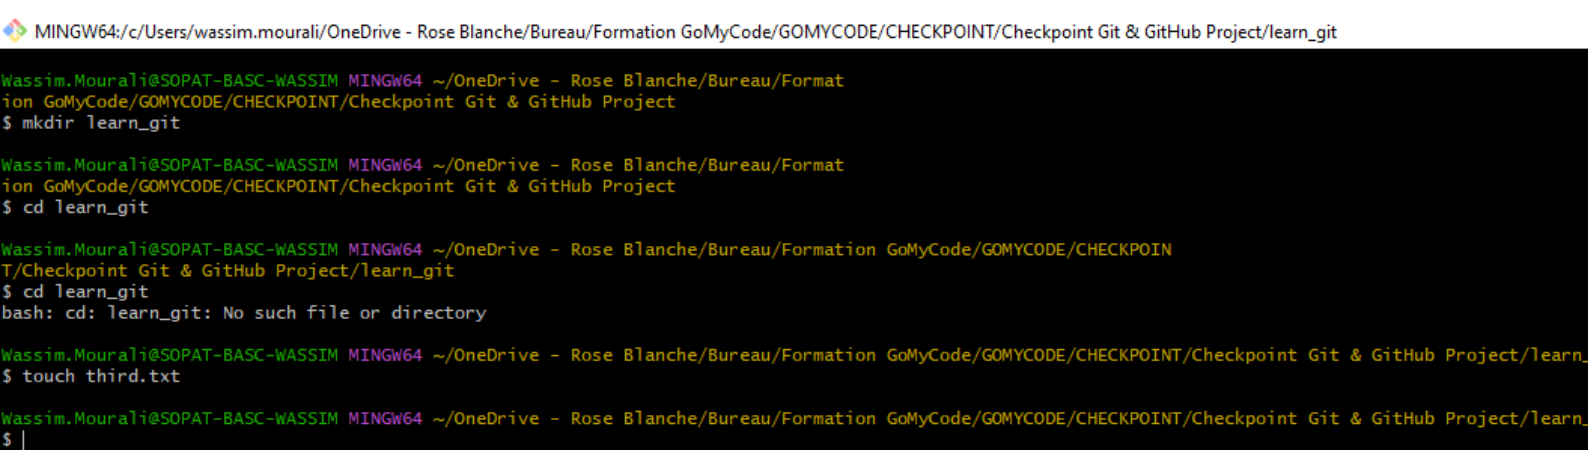 MINGW64:/c/Users/wassim.mourali/OneDrive - Rose Blanche/Bureau/Formation GoMyCode/GOMYCODE/CHECKPOINT/Checkpoint Git & GitHub Project/learn_git
Wassim.Mourali@SOPAT-BASC-WASSIM MINGW64 ~/OneDrive - Rose Blanche/Bureau/Format
ion GoMyCode/GOMYCODE/CHECKPOINT/Checkpoint Git & GitHub Project
$ mkdir learn_git
Wassim.Mourali@SOPAT-BASC-WASSIM MINGW64 ~/OneDrive - Rose Blanche/Bureau/Format
ion GoMyCode/GOMYCODE/CHECKPOINT/Checkpoint Git & GitHub Project
$ cd learn_git
Wassim.Mourali@SOPAT-BASC-WASSIM MINGW64 ~/OneDrive - Rose Blanche/Bureau/Formation GoMyCode/GOMYCODE/CHECKPOIN
T/Checkpoint Git & GitHub Project/learn_git
$ cd learn_git
bash: cd: learn_git: No such file or directory
Wassim.Mourali@SOPAT-BASC-WASSIM MINGW64 ~/OneDrive - Rose Blanche/Bureau/Formation GoMyCode/GOMYCODE/CHECKPOINT/Checkpoint Git & GitHub Project/learn_
$ touch third.txt
Wassim.Mourali@SOPAT-BASC-WASSIM MINGW64 ~/OneDrive - Rose Blanche/Bureau/Formation GoMyCode/GOMYCODE/CHECKPOINT/Checkpoint Git & GitHub Project/learn_
$